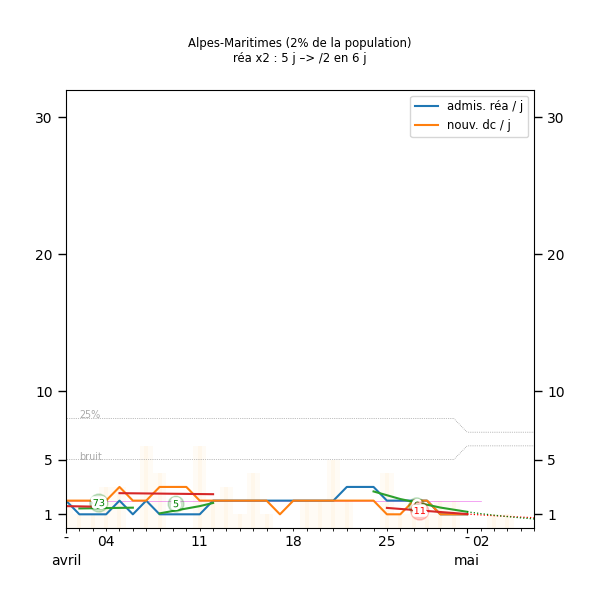 Alpes-Maritimes (2% de la population)
réa x2 : 5 j –> /2 en 6 j
admis. réa / j
nouv. dc / j
30
30
20
20
10
10
25%
bruit
5
5
73
5
11
1
1
04
11
18
25
02
avril
mai